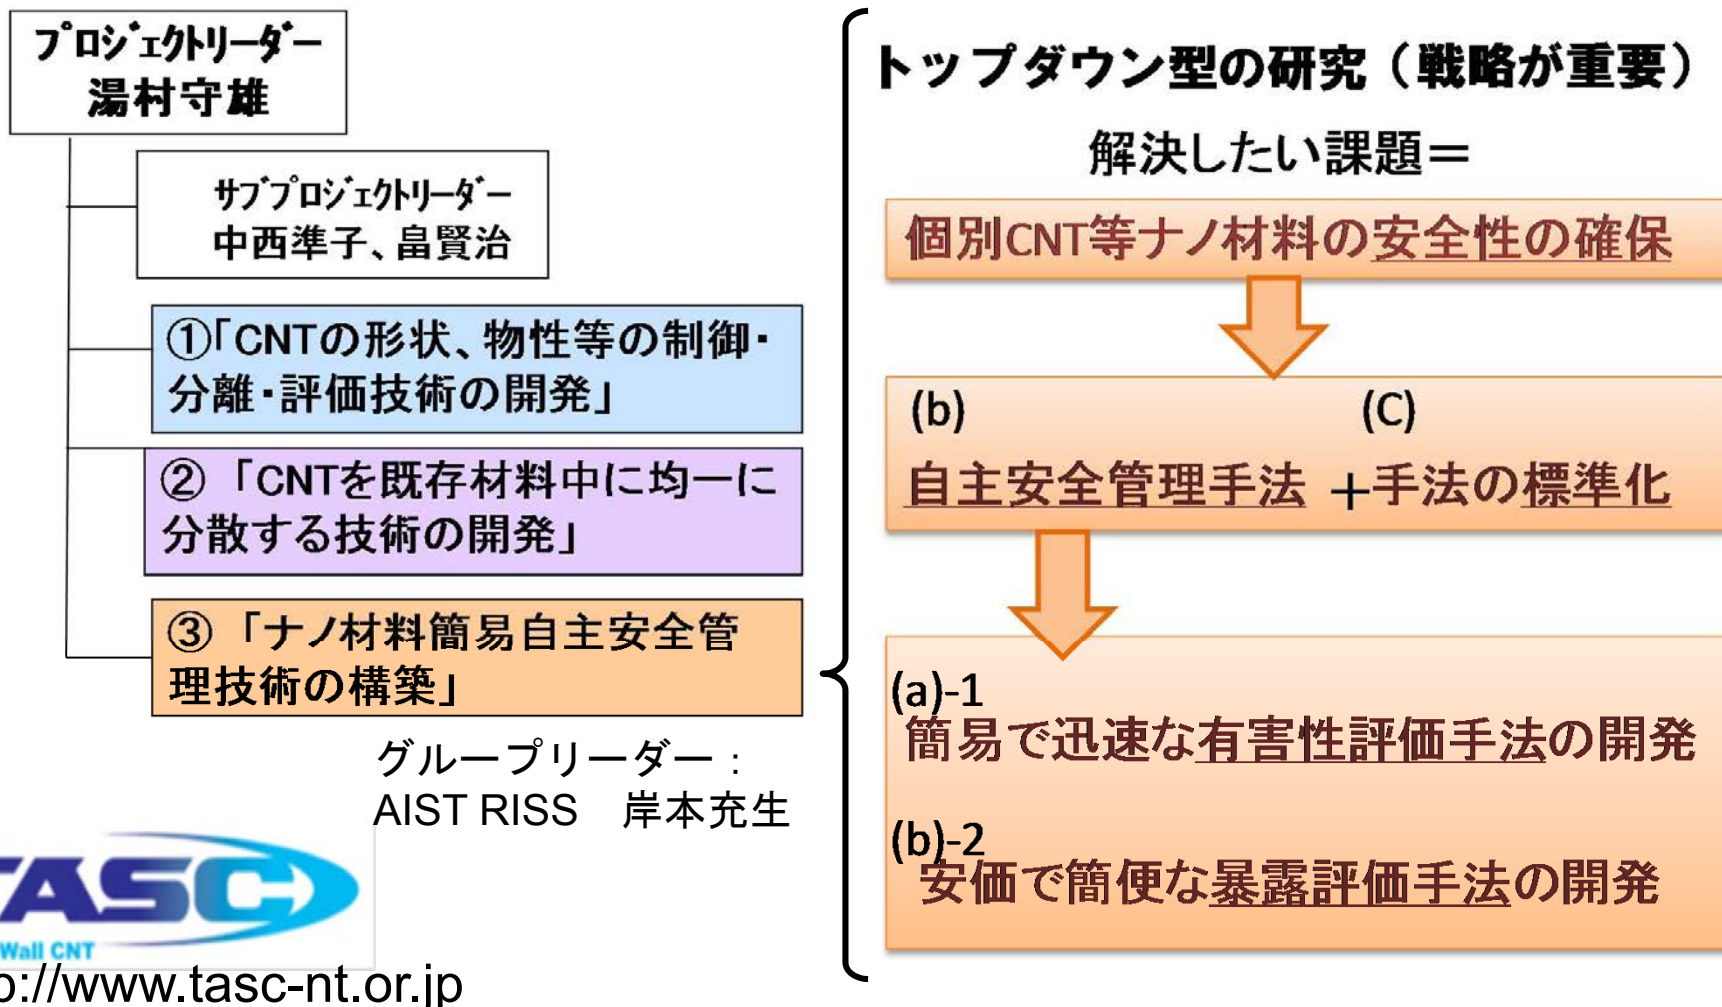 プロジェクトリーダー
湯村守雄
サブプロジェクトリーダー
中西準子、畠賢治
①「CNTの形状、物性等の制御・
分離・評価技術の開発」
②「CNTを既存材料中に均一に
分散する技術の開発」
③「ナノ材料簡易自主安全管
理技術の構築」
グループリーダー：
AIST RISS　岸本充生
TASC
Wall CNT
p://www.tasc-nt.or.jp
トップダウン型の研究（戦略が重要）
解決したい課題＝
個別CNT等ナノ材料の安全性の確保
(b) (C)
自主安全管理手法 ＋手法の標準化
(a)-1
簡易で迅速な有害性評価手法の開発
(b)-2
安価で簡便な暴露評価手法の開発